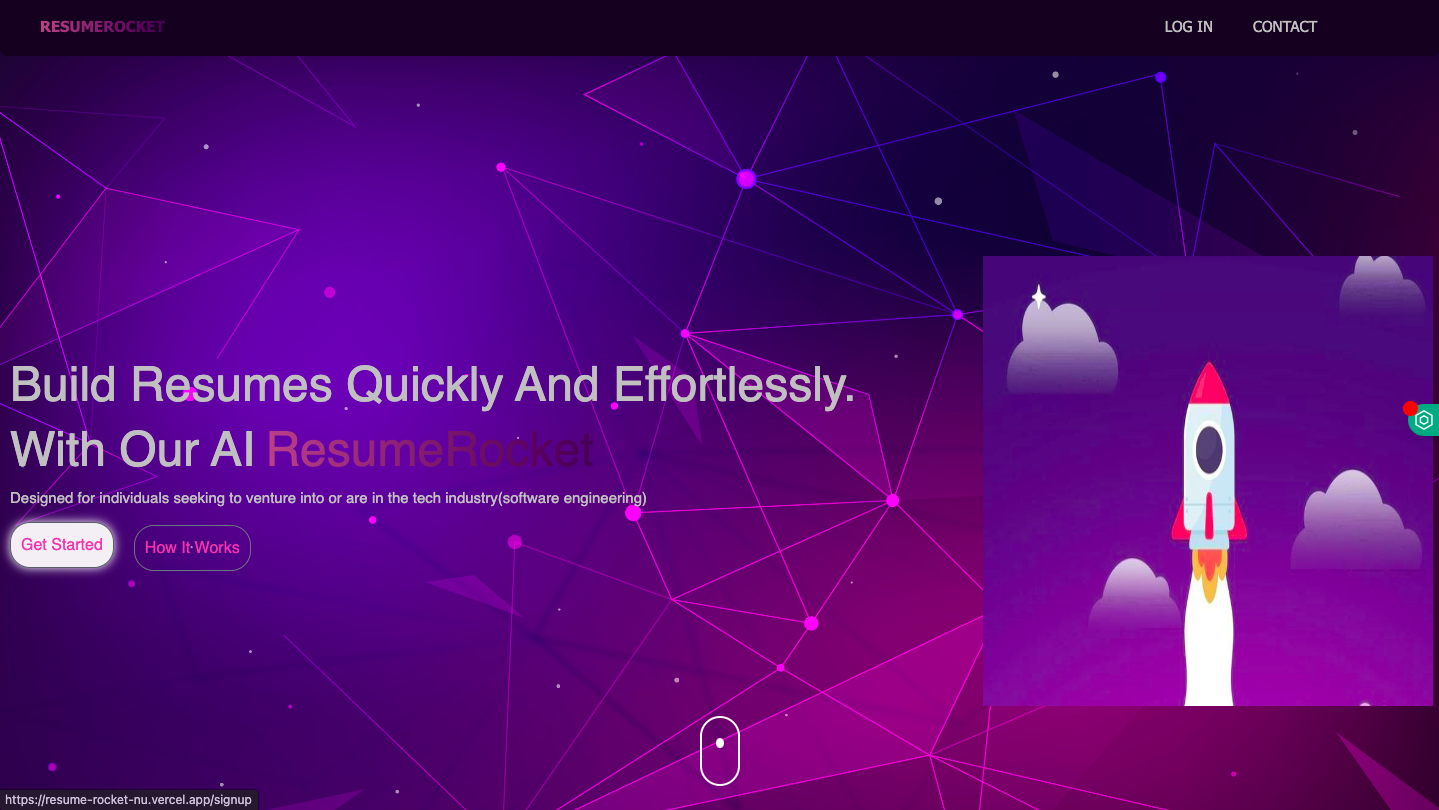 RESUMEROCKET
LOG IN
CONTACT
Build Resumes Quickly And Effortlessly.
With Our AI ResumeRocket
Designed for individuals seeking to venture into or are in the tech industry(software engineering)
Get Started
How It Works
https://resume-rocket-nu.vercel.app/signup